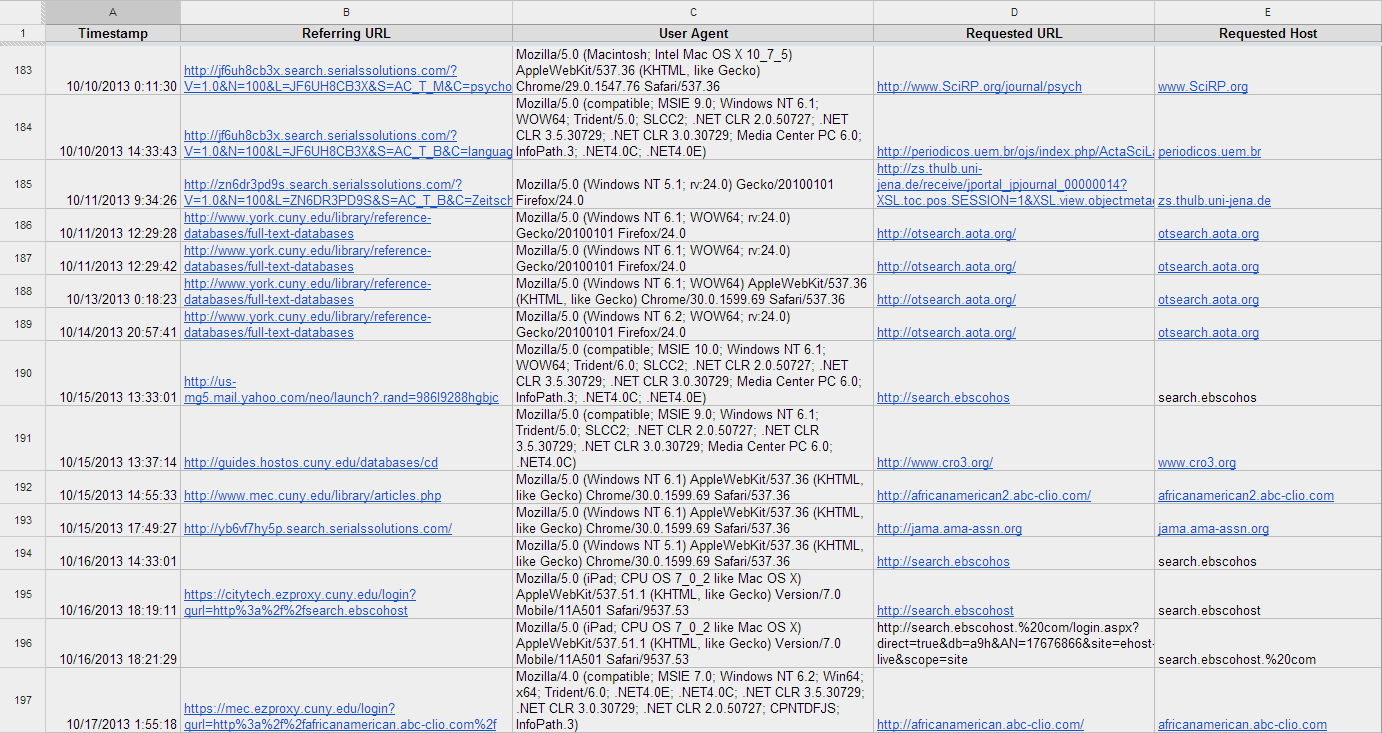 A B C D E
1 Timestamp Referring URL User Agent Requested URL Requested Host
183 10/10/2013 0:11:30 http://jf6uh8cb3x.search.serialssolutions.com/? Mozilla/5.0 (Macintosh; Intel Mac OS X 10_7_5) http://www.SciRP.org/journal/psych www.SciRP.org
V=1.0&N=100&L=JF6UH8CB3X&S=AC_T_M&C=psycho AppleWebKit/537.36 (KHTML, like Gecko)
Chrome/29.0.1547.76 Safari/537.36
184 10/10/2013 14:33:43 http://jf6uh8cb3x.search.serialssolutions.com/? Mozilla/5.0 (compatible; MSIE 9.0; Windows NT 6.1; http://periodicos.uem.br/ojs/index.php/ActaSciLa periodicos.uem.br
V=1.0&N=100&L=JF6UH8CB3X&S=AC_T_B&C=languag WOW64; Trident/5.0; SLCC2; .NET CLR 2.0.50727; .NET
CLR 3.5.30729; .NET CLR 3.0.30729; Media Center PC 6.0;
InfoPath.3; .NET4.0C; .NET4.0E)
185 10/11/2013 9:34:26 http://zn6dr3pd9s.search.serialssolutions.com/? Mozilla/5.0 (Windows NT 5.1; rv:24.0) Gecko/20100101 http://zs.thulb.uni- zs.thulb.uni-jena.de
V=1.0&N=100&L=ZN6DR3PD9S&S=AC_T_B&C=Zeitsch Firefox/24.0 jena.de/receive/jportal_jpjournal_00000014?
XSL.toc.pos.SESSION=1&XSL.view.objectmetad
186 10/11/2013 12:29:28 http://www.york.cuny.edu/library/reference- Mozilla/5.0 (Windows NT 6.1; WOW64; rv:24.0) http://otsearch.aota.org/ otsearch.aota.org
databases/full-text-databases Gecko/20100101 Firefox/24.0
187 10/11/2013 12:29:42 http://www.york.cuny.edu/library/reference- Mozilla/5.0 (Windows NT 6.1; WOW64; rv:24.0) http://otsearch.aota.org/ otsearch.aota.org
databases/full-text-databases Gecko/20100101 Firefox/24.0
188 10/13/2013 0:18:23 http://www.york.cuny.edu/library/reference- Mozilla/5.0 (Windows NT 6.1; WOW64) AppleWebKit/537.36 http://otsearch.aota.org/ otsearch.aota.org
databases/full-text-databases (KHTML, like Gecko) Chrome/30.0.1599.69 Safari/537.36
189 10/14/2013 20:57:41 http://www.york.cuny.edu/library/reference- Mozilla/5.0 (Windows NT 6.2; WOW64; rv:24.0) http://otsearch.aota.org/ otsearch.aota.org
databases/full-text-databases Gecko/20100101 Firefox/24.0
190 10/15/2013 13:33:01 http://us- Mozilla/5.0 (compatible; MSIE 10.0; Windows NT 6.1; http://search.ebscohos search.ebscohos
mg5.mail.yahoo.com/neo/launch?.rand=986l9288hgbjc WOW64; Trident/6.0; SLCC2; .NET CLR 2.0.50727; .NET
CLR 3.5.30729; .NET CLR 3.0.30729; Media Center PC 6.0;
InfoPath.3; .NET4.0C; .NET4.0E)
191 10/15/2013 13:37:14 http://guides.hostos.cuny.edu/databases/cd Mozilla/5.0 (compatible; MSIE 9.0; Windows NT 6.1; http://www.cro3.org/ www.cro3.org
Trident/5.0; SLCC2; .NET CLR 2.0.50727; .NET CLR
3.5.30729; .NET CLR 3.0.30729; Media Center PC 6.0;
.NET4.0C)
192 10/15/2013 14:55:33 http://www.mec.cuny.edu/library/articles.php Mozilla/5.0 (Windows NT 6.1) AppleWebKit/537.36 (KHTML, http://africanamerican2.abc-clio.com/ africanamerican2.abc-clio.com
like Gecko) Chrome/30.0.1599.69 Safari/537.36
193 10/15/2013 17:49:27 http://yb6vf7hy5p.search.serialssolutions.com/ Mozilla/5.0 (Windows NT 6.1) AppleWebKit/537.36 (KHTML, http://jama.ama-assn.org jama.ama-assn.org
like Gecko) Chrome/30.0.1599.69 Safari/537.36
194 10/16/2013 14:33:01 Mozilla/5.0 (Windows NT 5.1) AppleWebKit/537.36 (KHTML, http://search.ebscohos search.ebscohos
like Gecko) Chrome/30.0.1599.69 Safari/537.36
195 10/16/2013 18:19:11 https://citytech.ezproxy.cuny.edu/login? Mozilla/5.0 (iPad; CPU OS 7_0_2 like Mac OS X) http://search.ebscohost search.ebscohost
qurl=http%3a%2f%2fsearch.ebscohost AppleWebKit/537.51.1 (KHTML, like Gecko) Version/7.0
Mobile/11A501 Safari/9537.53
196 10/16/2013 18:21:29 Mozilla/5.0 (iPad; CPU OS 7_0_2 like Mac OS X) http://search.ebscohost.%20com/login.aspx? search.ebscohost.%20com
AppleWebKit/537.51.1 (KHTML, like Gecko) Version/7.0 direct=true&db=a9h&AN=17676866&site=ehost-
Mobile/11A501 Safari/9537.53 live&scope=site
197 10/17/2013 1:55:18 https://mec.ezproxy.cuny.edu/login? Mozilla/4.0 (compatible; MSIE 7.0; Windows NT 6.2; Win64; http://africanamerican.abc-clio.com/ africanamerican.abc-clio.com
qurl=http%3a%2f%2fafricanamerican.abc-clio.com%2f x64; Trident/6.0; .NET4.0E; .NET4.0C; .NET CLR 3.5.30729;
.NET CLR 3.0.30729; .NET CLR 2.0.50727; CPNTDFJS;
InfoPath.3)